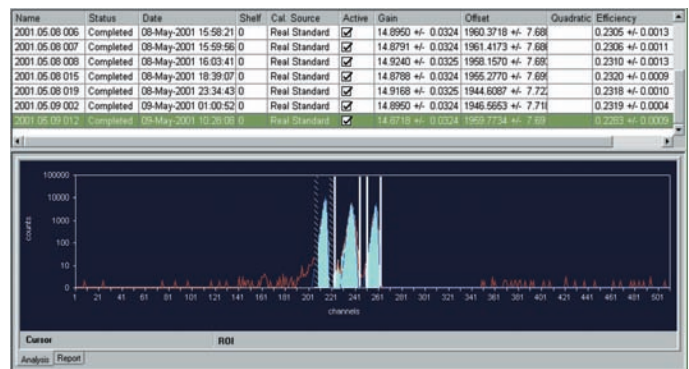 Name Status Date Shelf Cal. Source Active Gain Offset Quadratic Efficiency
2001.05.08 006 Completed 08-May-2001 15:58:21 0 Real Standard 14.8950 +/- 0.0324 1960.3718 +/- 7.688 0.2305 +/- 0.0013
2001.05.08 007 Completed 08-May-2001 15:59:56 0 Real Standard 14.8791 +/- 0.0324 1961.4173 +/- 7.688 0.2306 +/- 0.0011
2001.05.08 008 Completed 08-May-2001 16:03:41 0 Real Standard 14.9240 +/- 0.0325 1958.1570 +/- 7.69 0.2310 +/- 0.0013
2001.05.08 015 Completed 08-May-2001 18:39:07 0 Real Standard 14.8788 +/- 0.0324 1955.2770 +/- 7.69 0.2320 +/- 0.0009
2001.05.08 019 Completed 08-May-2001 23:34:43 0 Real Standard 14.9168 +/- 0.0325 1944.6087 +/- 7.72 0.2318 +/- 0.0010
2001.05.09 002 Completed 09-May-2001 01:00:52 0 Real Standard 14.8950 +/- 0.0324 1946.5653 +/- 7.71 0.2319 +/- 0.0004
2001.05.09 012 Completed 09-May-2001 10:28:08 0 Real Standard 14.8718 +/- 0.0324 1959.7734 +/- 7.69 0.2283 +/- 0.0009
100000
10000
1000
100
10
0
counts
1 21 41 61 81 101 121 141 161 181 201 221 241 261 281 301 321 341 361 381 401 421 441 461 481 501
channels
Cursor ROI
Analysis Report